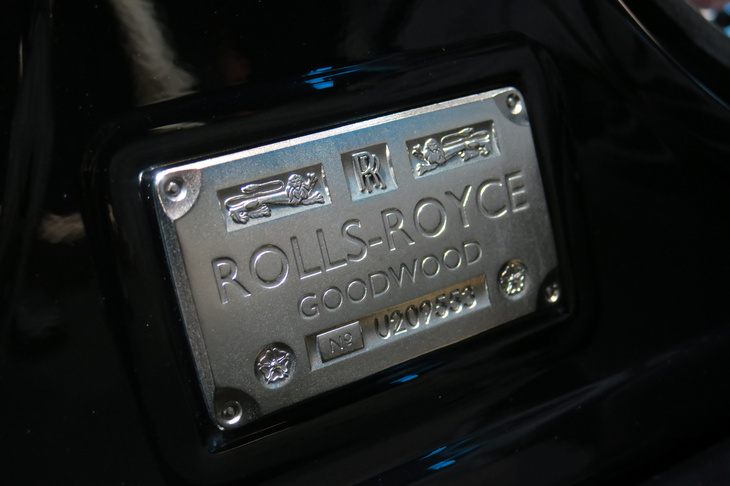 RR
ROLLS-ROYCE
GOODWOOD
Nº U209553